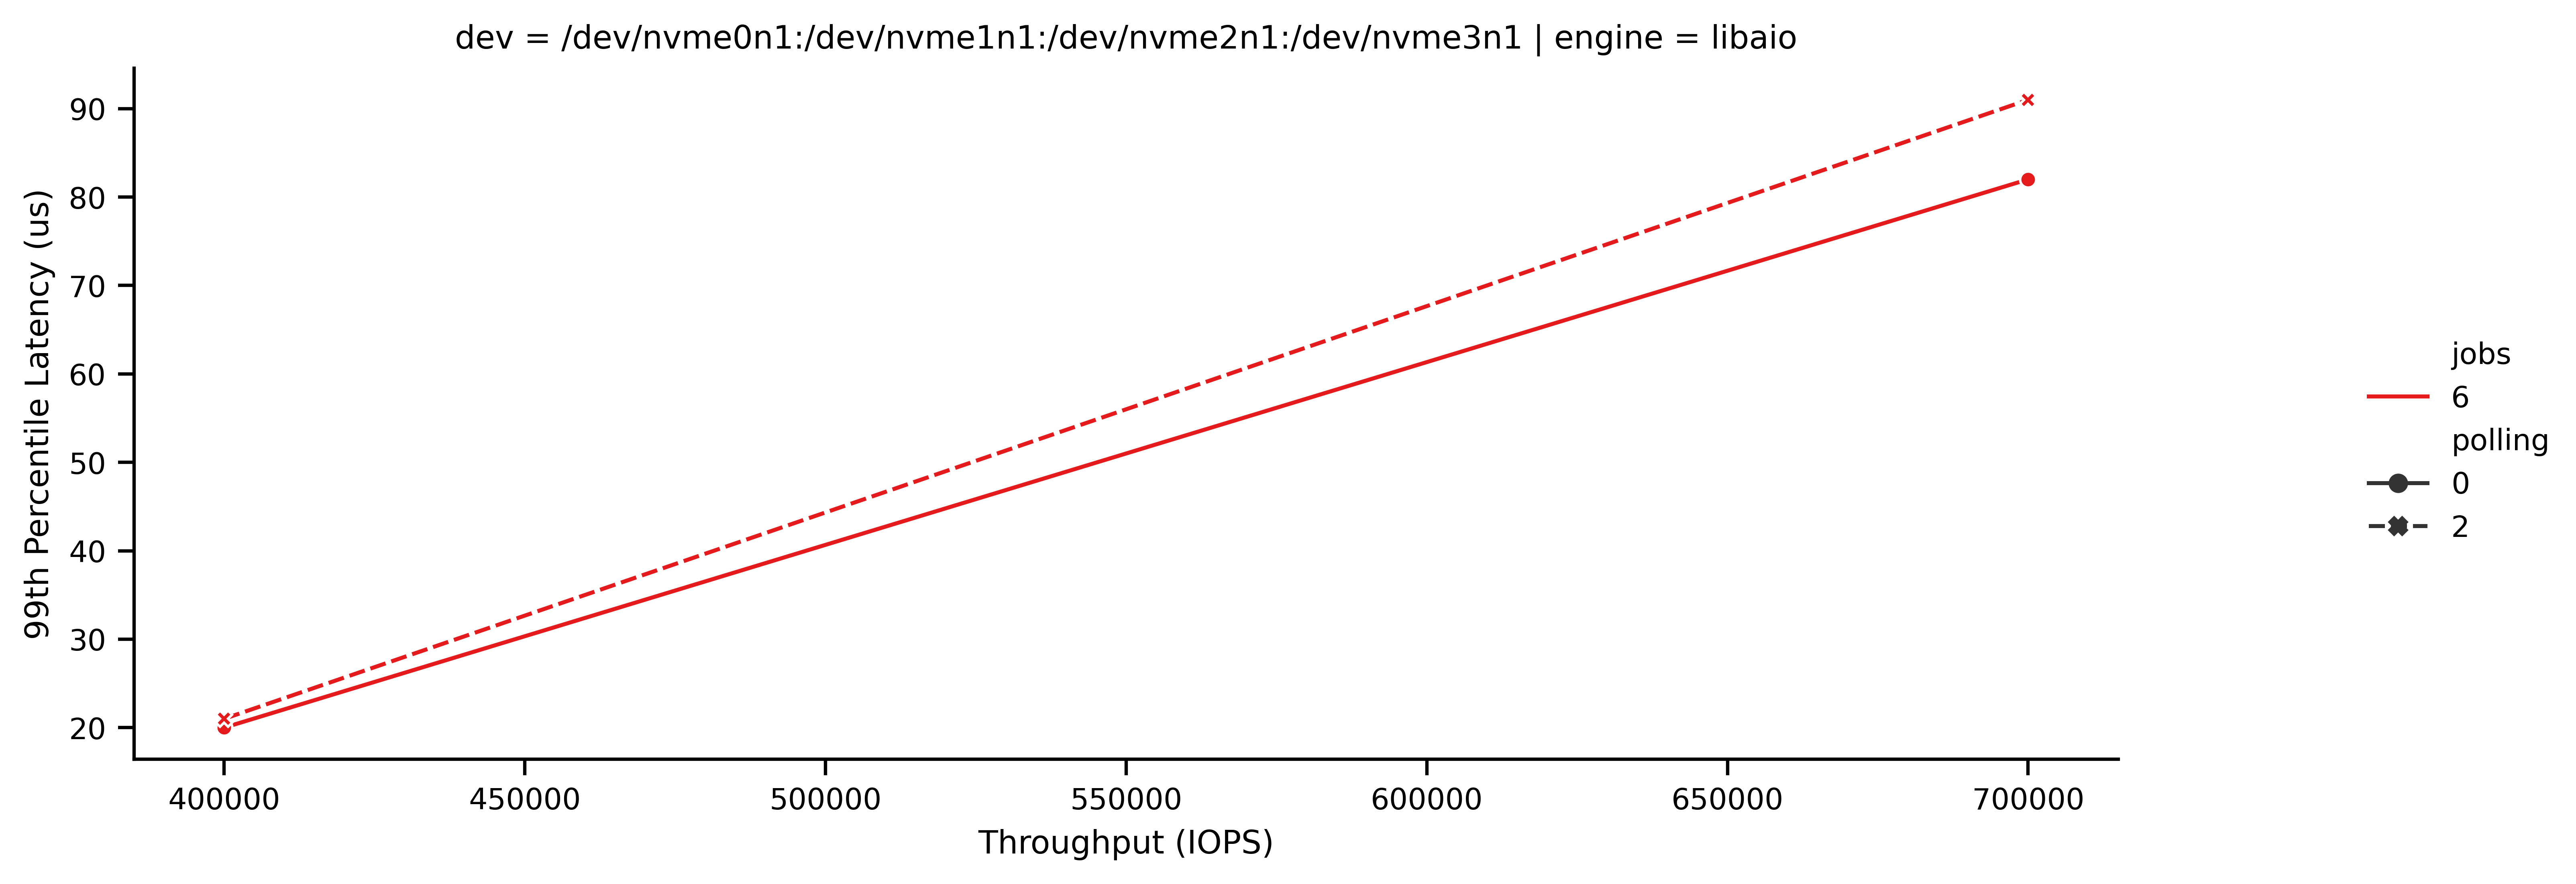 dev = /dev/nvme0n1:/dev/nvme1n1:/dev/nvme2n1:/dev/nvme3n1 | engine = libaio
99th Percentile Latency (us)
90
80
70
60
50
40
30
20
400000 450000 500000 550000 600000 650000 700000
Throughput (IOPS)
jobs
6
polling
0
2